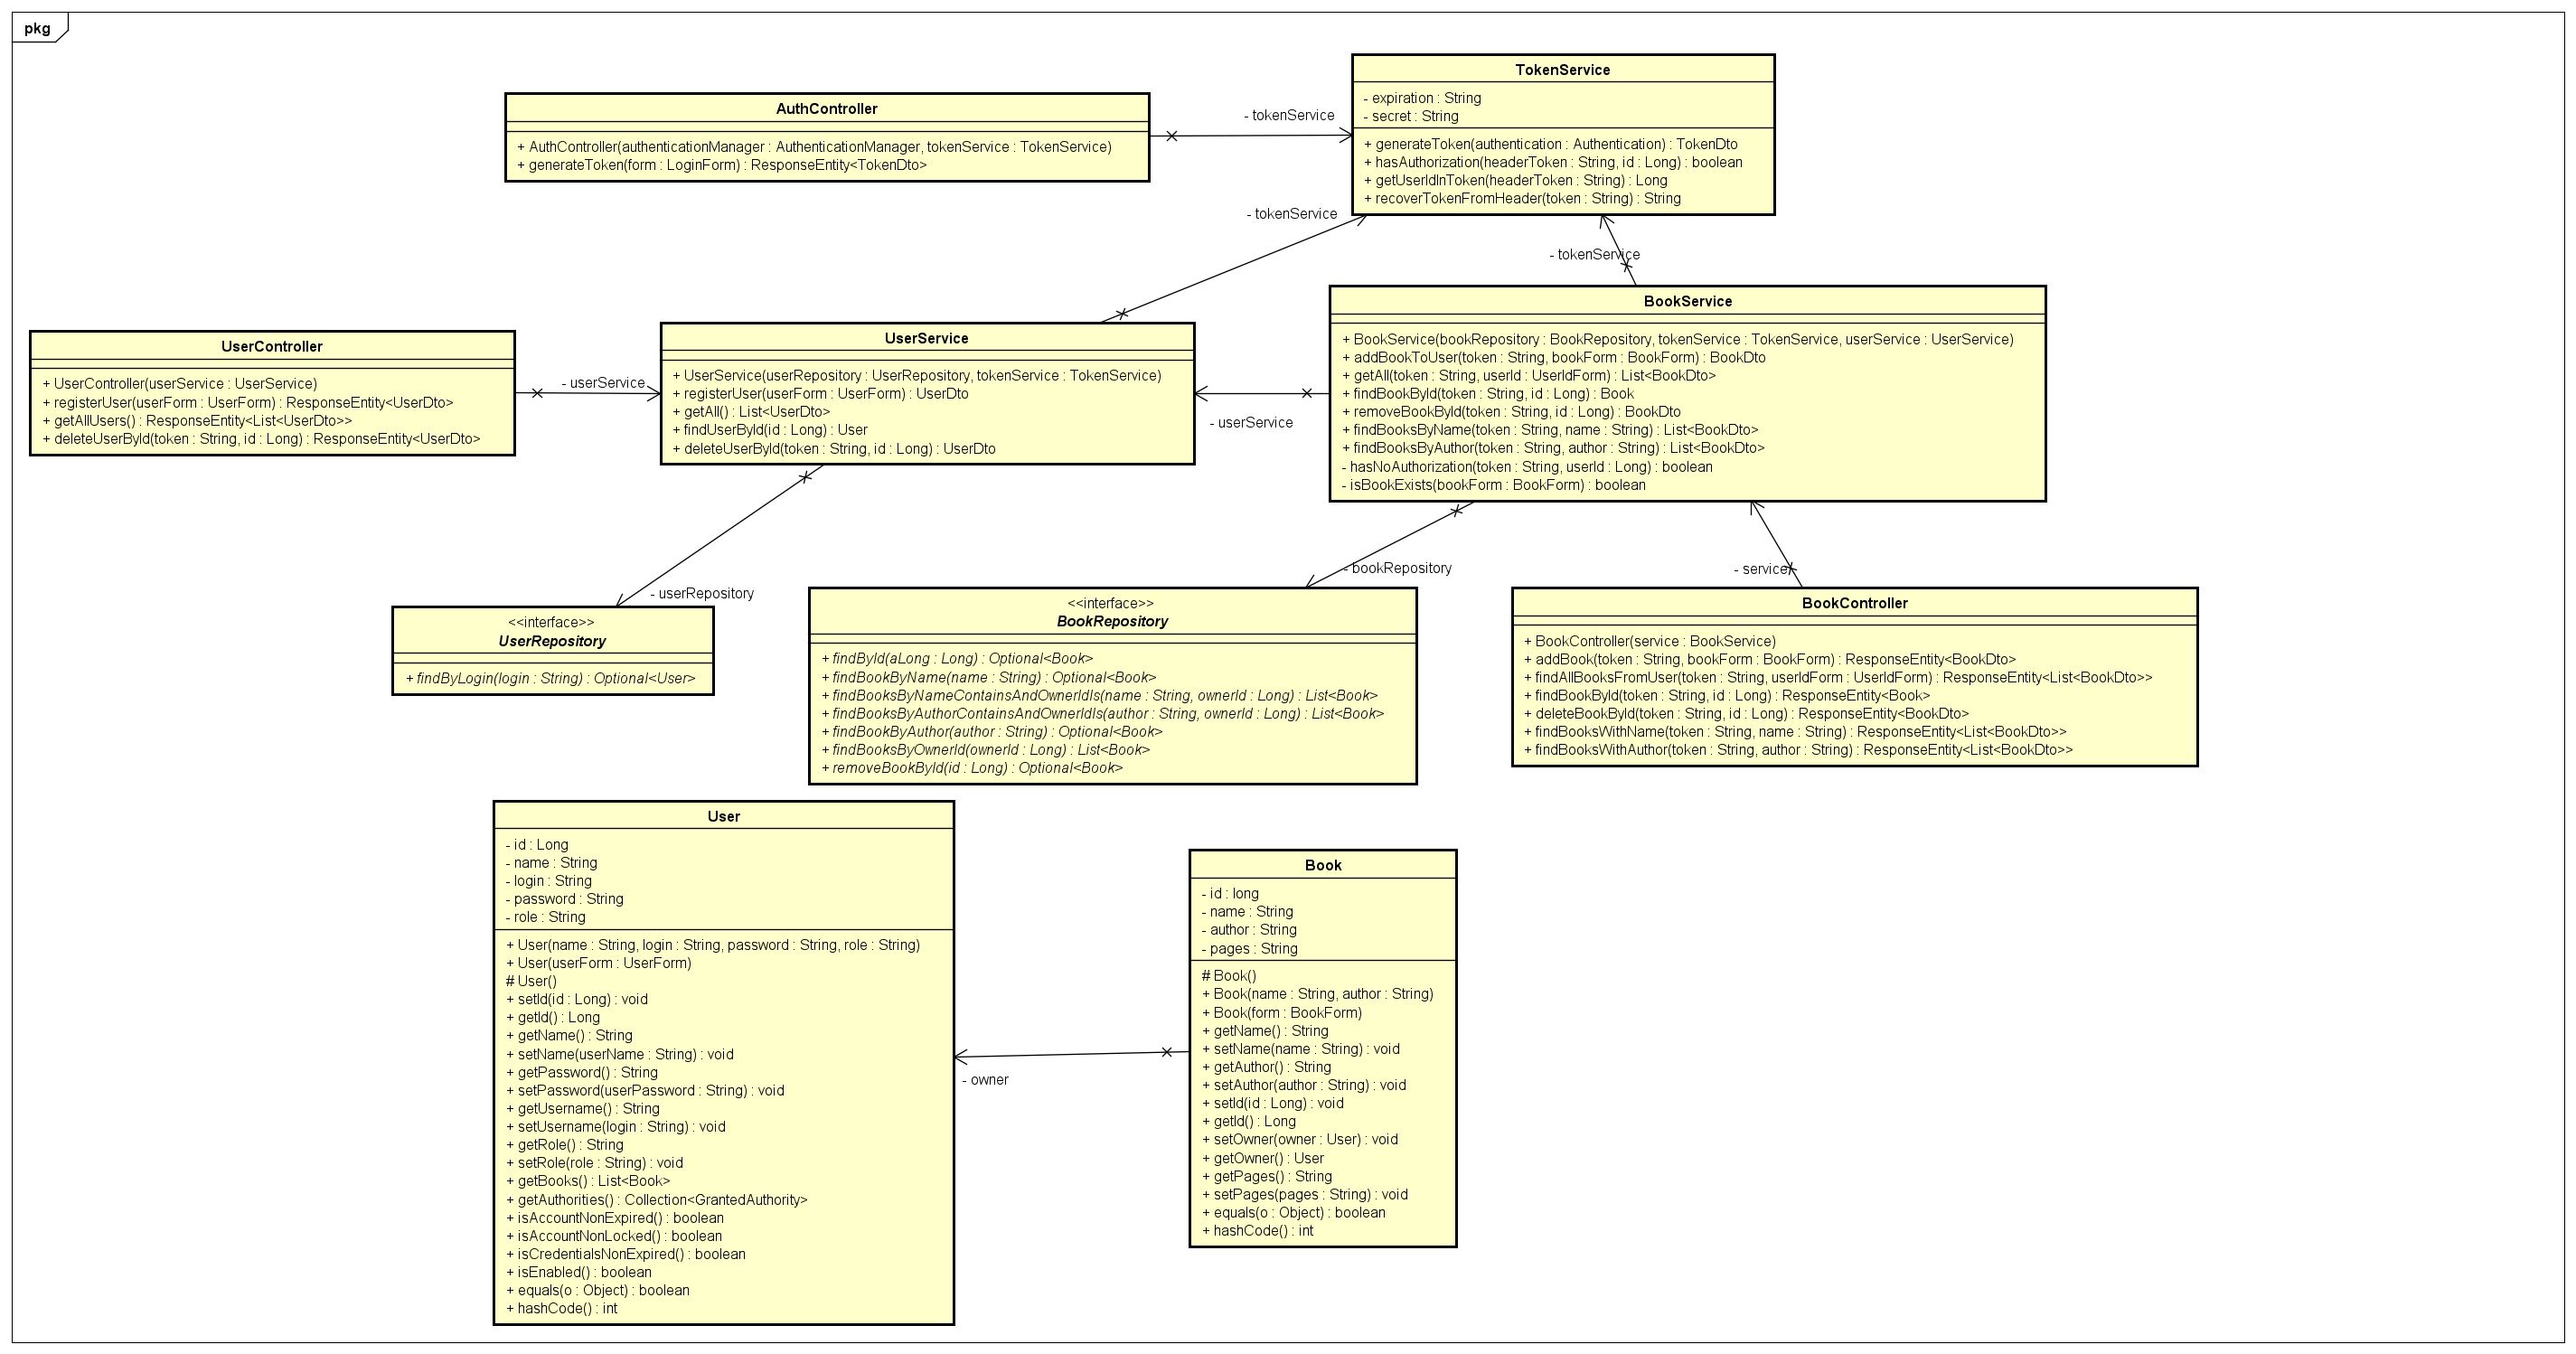 pkg
TokenService
- expiration : String
- secret : String
+ generateToken(authentication : Authentication) : TokenDto
+ hasAuthorization(headerToken : String, id : Long) : boolean
+ getUserIdInToken(headerToken : String) : Long
+ recoverTokenFromHeader(token : String) : String
AuthController
+ AuthController(authenticationManager : AuthenticationManager, tokenService : TokenService)
+ generateToken(form : LoginForm) : ResponseEntity<TokenDto>
- tokenService
- tokenService
- tokenService
UserController
+ UserController(userService : UserService)
+ registerUser(userForm : UserForm) : ResponseEntity<UserDto>
+ getAllUsers() : ResponseEntity<List<UserDto>>
+ deleteUserById(token : String, id : Long) : ResponseEntity<UserDto>
- userService
UserService
+ UserService(userRepository : UserRepository, tokenService : TokenService)
+ registerUser(userForm : UserForm) : UserDto
+ getAll() : List<UserDto>
+ findUserById(id : Long) : User
+ deleteUserById(token : String, id : Long) : UserDto
- userService
BookService
+ BookService(bookRepository : BookRepository, tokenService : TokenService, userService : UserService)
+ addBookToUser(token : String, bookForm : BookForm) : BookDto
+ getAll(token : String, userId : UserIdForm) : List<BookDto>
+ findBookById(token : String, id : Long) : Book
+ removeBookById(token : String, id : Long) : BookDto
+ findBooksByName(token : String, name : String) : List<BookDto>
+ findBooksByAuthor(token : String, author : String) : List<BookDto>
- hasNoAuthorization(token : String, userId : Long) : boolean
- isBookExists(bookForm : BookForm) : boolean
- userRepository
- bookRepository
- service
<<interface>>
UserRepository
+ findByLogin(login : String) : Optional<User>
<<interface>>
BookRepository
+ findById(aLong : Long) : Optional<Book>
+ findBookByName(name : String) : Optional<Book>
+ findBooksByNameContainsAndOwnerIdIs(name : String, ownerId : Long) : List<Book>
+ findBooksByAuthorContainsAndOwnerIdIs(author : String, ownerId : Long) : List<Book>
+ findBookByAuthor(author : String) : Optional<Book>
+ findBooksByOwnerId(ownerId : Long) : List<Book>
+ removeBookById(id : Long) : Optional<Book>
BookController
+ BookController(service : BookService)
+ addBook(token : String, bookForm : BookForm) : ResponseEntity<BookDto>
+ findAllBooksFromUser(token : String, userIdForm : UserIdForm) : ResponseEntity<List<BookDto>>
+ findBookById(token : String, id : Long) : ResponseEntity<Book>
+ deleteBookById(token : String, id : Long) : ResponseEntity<BookDto>
+ findBooksWithName(token : String, name : String) : ResponseEntity<List<BookDto>>
+ findBooksWithAuthor(token : String, author : String) : ResponseEntity<List<BookDto>>
User
- id : Long
- name : String
- login : String
- password : String
- role : String
+ User(name : String, login : String, password : String, role : String)
+ User(userForm : UserForm)
# User()
+ setId(id : Long) : void
+ getId() : Long
+ getName() : String
+ setName(userName : String) : void
+ getPassword() : String
+ setPassword(userPassword : String) : void
+ getUsername() : String
+ setUsername(login : String) : void
+ getRole() : String
+ setRole(role : String) : void
+ getBooks() : List<Book>
+ getAuthorities() : Collection<GrantedAuthority>
+ isAccountNonExpired() : boolean
+ isAccountNonLocked() : boolean
+ isCredentialsNonExpired() : boolean
+ isEnabled() : boolean
+ equals(o : Object) : boolean
+ hashCode() : int
- owner
Book
- id : long
- name : String
- author : String
- pages : String
# Book()
+ Book(name : String, author : String)
+ Book(form : BookForm)
+ getName() : String
+ setName(name : String) : void
+ getAuthor() : String
+ setAuthor(author : String) : void
+ setId(id : Long) : void
+ getId() : Long
+ setOwner(owner : User) : void
+ getOwner() : User
+ getPages() : String
+ setPages(pages : String) : void
+ equals(o : Object) : boolean
+ hashCode() : int